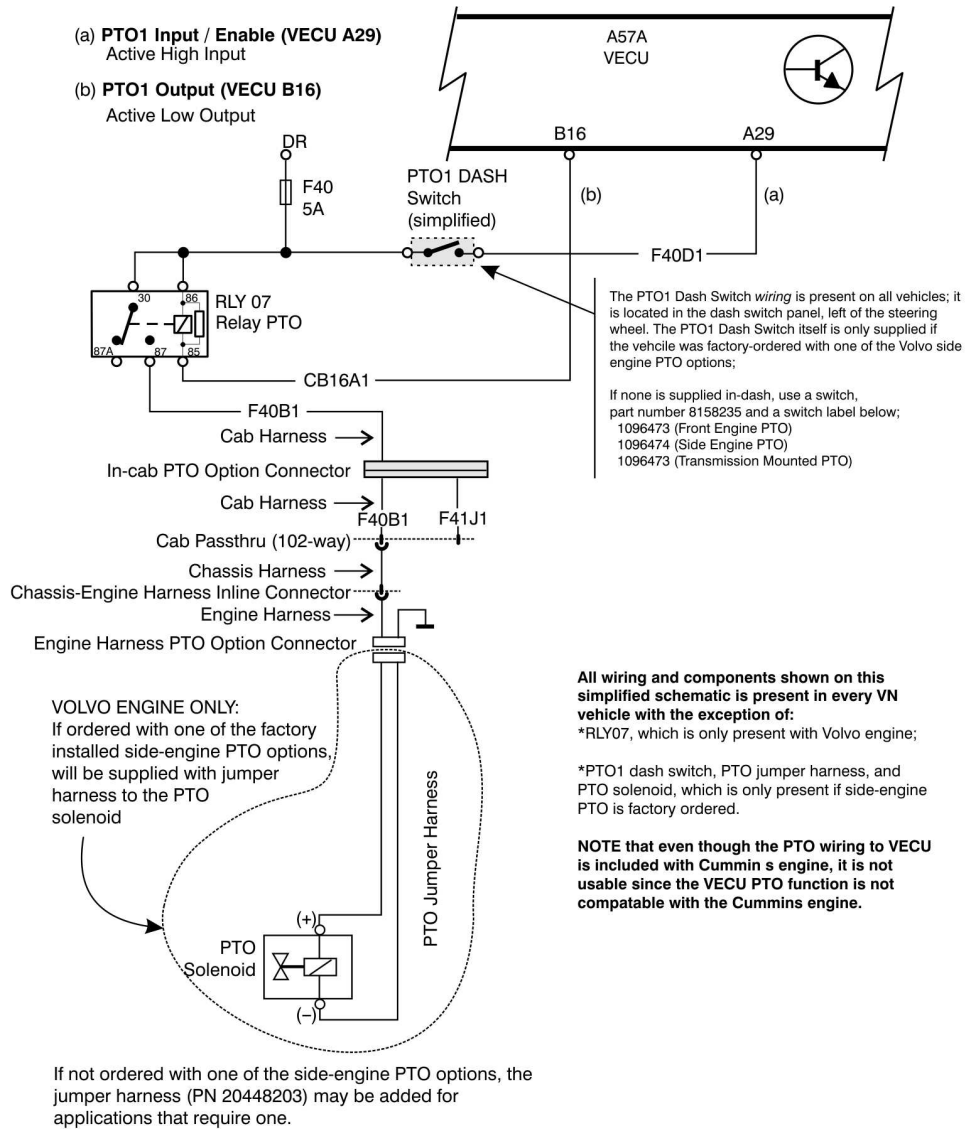 (a) PTO1 Input / Enable (VECU A29)
Active High Input
(b) PTO1 Output (VECU B16)
Active Low Output
A57A
VECU
B16
A29
DR
F40
5A
PTO1 DASH
Switch
(simplified)
(b)
(a)
F40D1
30
86
87A
87
85
RLY 07
Relay PTO
CB16A1
F40B1
The PTO1 Dash Switch wiring is present on all vehicles; it
is located in the dash switch panel, left of the steering
wheel. The PTO1 Dash Switch itself is only supplied if
the vehcile was factory-ordered with one of the Volvo side
engine PTO options;
If none is supplied in-dash, use a switch,
part number 8158235 and a switch label below;
1096473 (Front Engine PTO)
1096474 (Side Engine PTO)
1096473 (Transmission Mounted PTO)
Cab Harness
In-cab PTO Option Connector
Cab Harness
F40B1
F41J1
Cab Passthru (102-way)
Chassis Harness
Chassis-Engine Harness Inline Connector
Engine Harness
Engine Harness PTO Option Connector
VOLVO ENGINE ONLY:
If ordered with one of the factory
installed side-engine PTO options,
will be supplied with jumper
harness to the PTO
solenoid
PTO Jumper Harness
(+)
PTO
Solenoid
(–)
All wiring and components shown on this
simplified schematic is present in every VN
vehicle with the exception of:
*RLY07, which is only present with Volvo engine;
*PTO1 dash switch, PTO jumper harness, and
PTO solenoid, which is only present if side-engine
PTO is factory ordered.
NOTE that even though the PTO wiring to VECU
is included with Cummin s engine, it is not
usable since the VECU PTO function is not
compatable with the Cummins engine.
If not ordered with one of the side-engine PTO options, the
jumper harness (PN 20448203) may be added for
applications that require one.